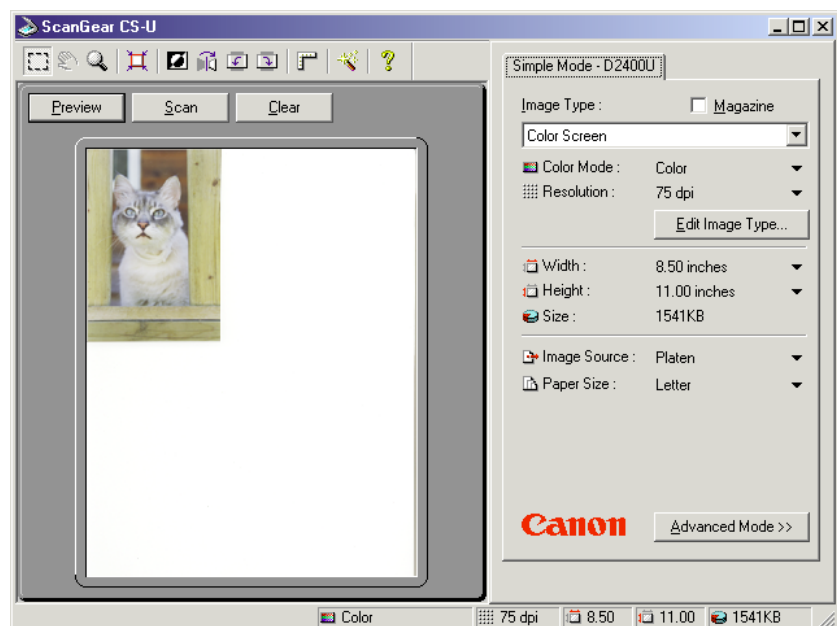 ScanGear CS-U
Preview
Scan
Clear
Simple Mode - D2400U
Image Type :
Magazine
Color Screen
Color Mode : Color
Resolution : 75 dpi
Edit Image Type...
Width : 8.50 inches
Height : 11.00 inches
Size : 1541KB
Image Source : Platen
Paper Size : Letter
Canon
Advanced Mode >>
Color 75 dpi 8.50 11.00 1541KB